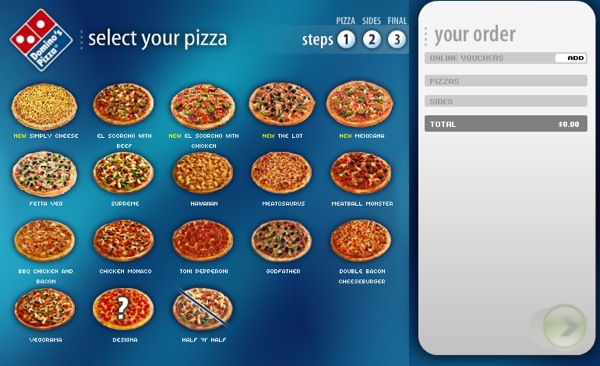 Domino's
Pizza®
select your pizza
PIZZA SIDES FINAL
steps 1 2 3
NEW SIMPLY CHEESE
EL SCORCHO WITH
BEEF
NEW EL SCORCHO WITH
CHICKEN
NEW THE LOT
NEW MEXICANA
FETTA VEG
SUPREME
HAWAIIAN
MEATOSAURUS
MEATBALL MONSTER
BBQ CHICKEN AND
BACON
CHICKEN MONACO
TONI PEPPERONI
GODFATHER
DOUBLE BACON
CHEESEBURGER
VEGORAMA
?
DESIGNA
HALF 'N' HALF
your order
ONLINE VOUCHERS ADD
PIZZAS
SIDES
TOTAL $0.00